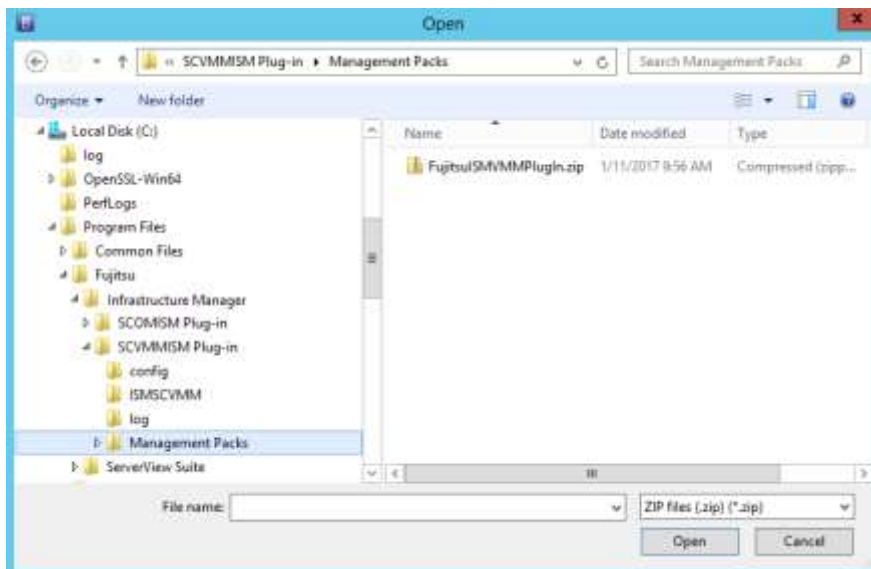 Open
« SCVMMISM Plug-in ▸ Management Packs
Search Management Packs
Organize
New folder
Local Disk (C:)
log
OpenSSL-Win64
PerfLogs
Program Files
Common Files
Fujitsu
Infrastructure Manager
SCOMISM Plug-in
SCVMMISM Plug-in
config
ISMSCVMM
log
Management Packs
ServerView Suite
Name Date modified Type
FujitsuISMVMMPlugIn.zip 1/11/2017 9:56 AM Compressed (zipp...
File name:
ZIP files (.zip) (*.zip)
Open Cancel